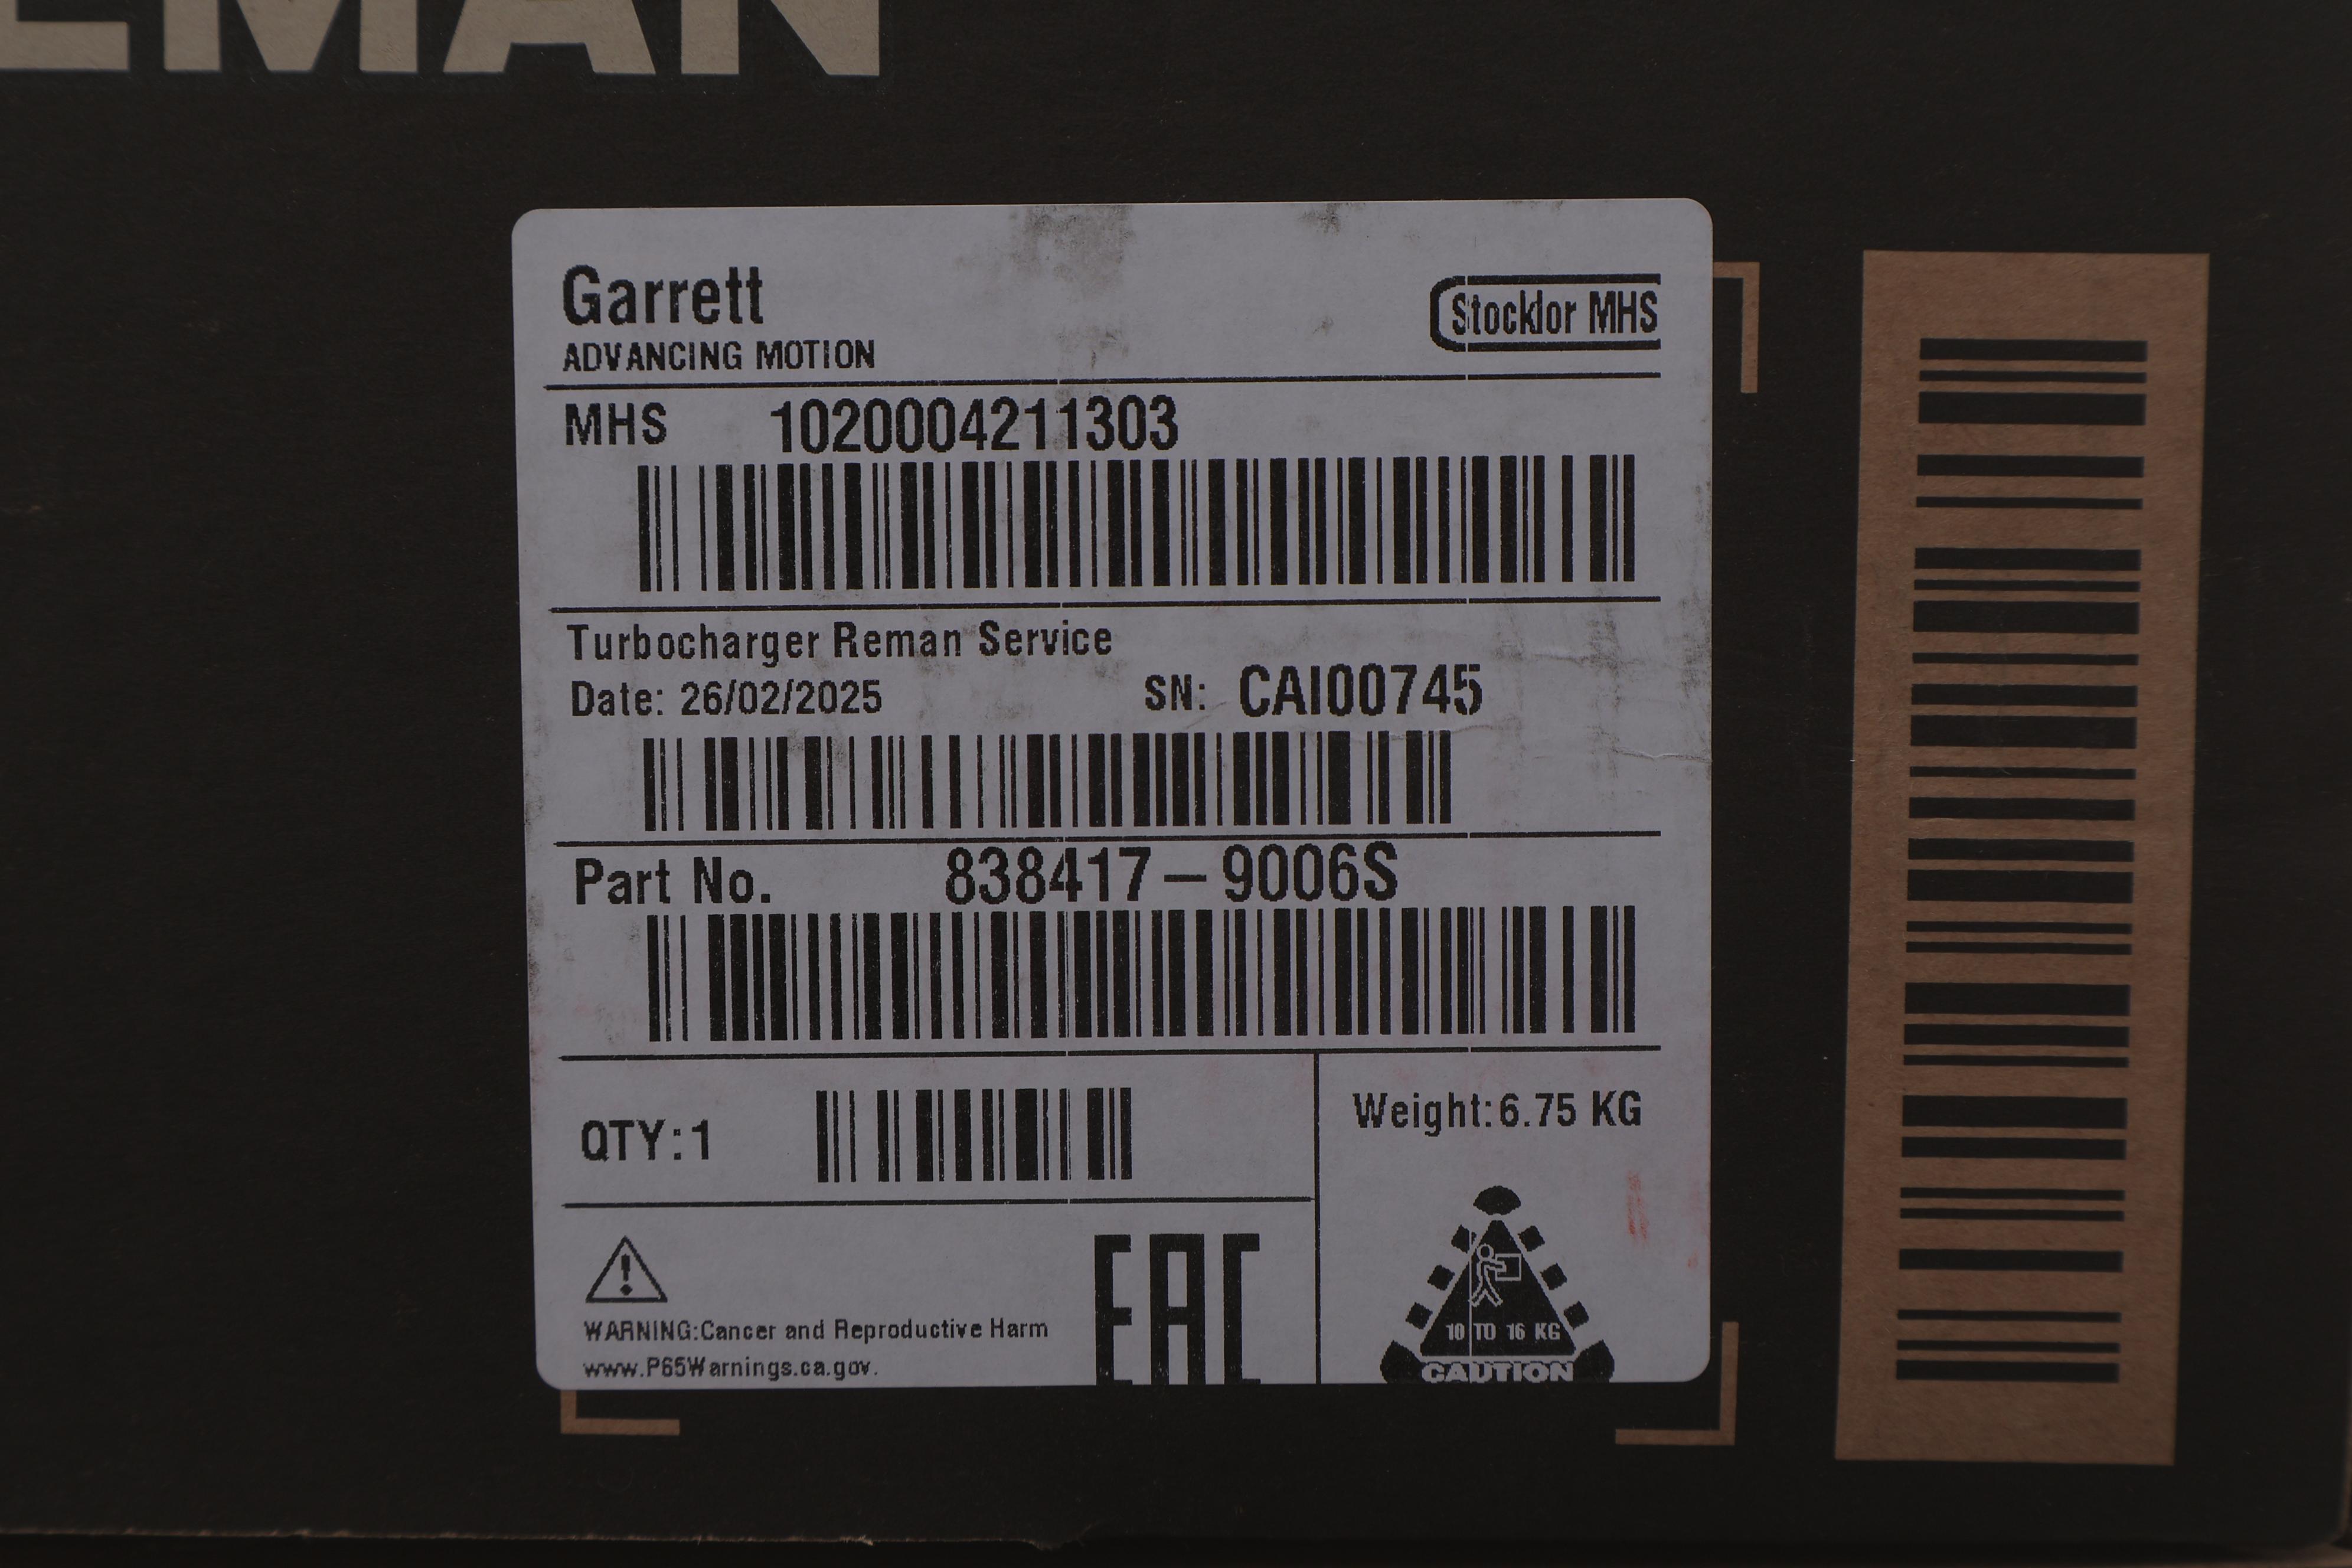 EMAN
Garrett
ADVANCING MOTION
Stocklor MHS
MHS 1020004211303
Turbocharger Reman Service
Date: 26/02/2025 SN: CAI00745
Part No. 838417-9006S
QTY:1
Weight:6.75 KG
WARNING:Cancer and Reproductive Harm
www.P65Warnings.ca.gov.
EAC
10 TO 16 KG
CAUTION